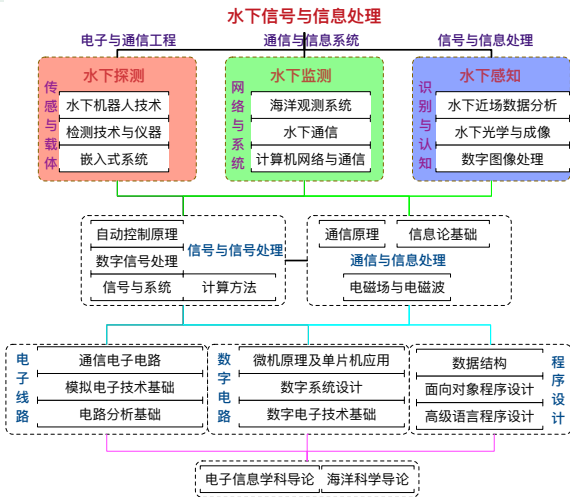 水下信号与信息处理
电子与通信工程
通信与信息系统
信号与信息处理
水下探测
传感与载体
水下机器人技术
检测技术与仪器
嵌入式系统
水下监测
网络与系统
海洋观测系统
水下通信
计算机网络与通信
水下感知
识别与认知
水下近场数据分析
水下光学与成像
数字图像处理
自动控制原理
数字信号处理
信号与信号处理
信号与系统
计算方法
通信原理
信息论基础
通信与信息处理
电磁场与电磁波
电子线路
通信电子电路
模拟电子技术基础
电路分析基础
数字电路
微机原理及单片机应用
数字系统设计
数字电子技术基础
数据结构
面向对象程序设计
高级语言程序设计
程序设计
电子信息学科导论
海洋科学导论